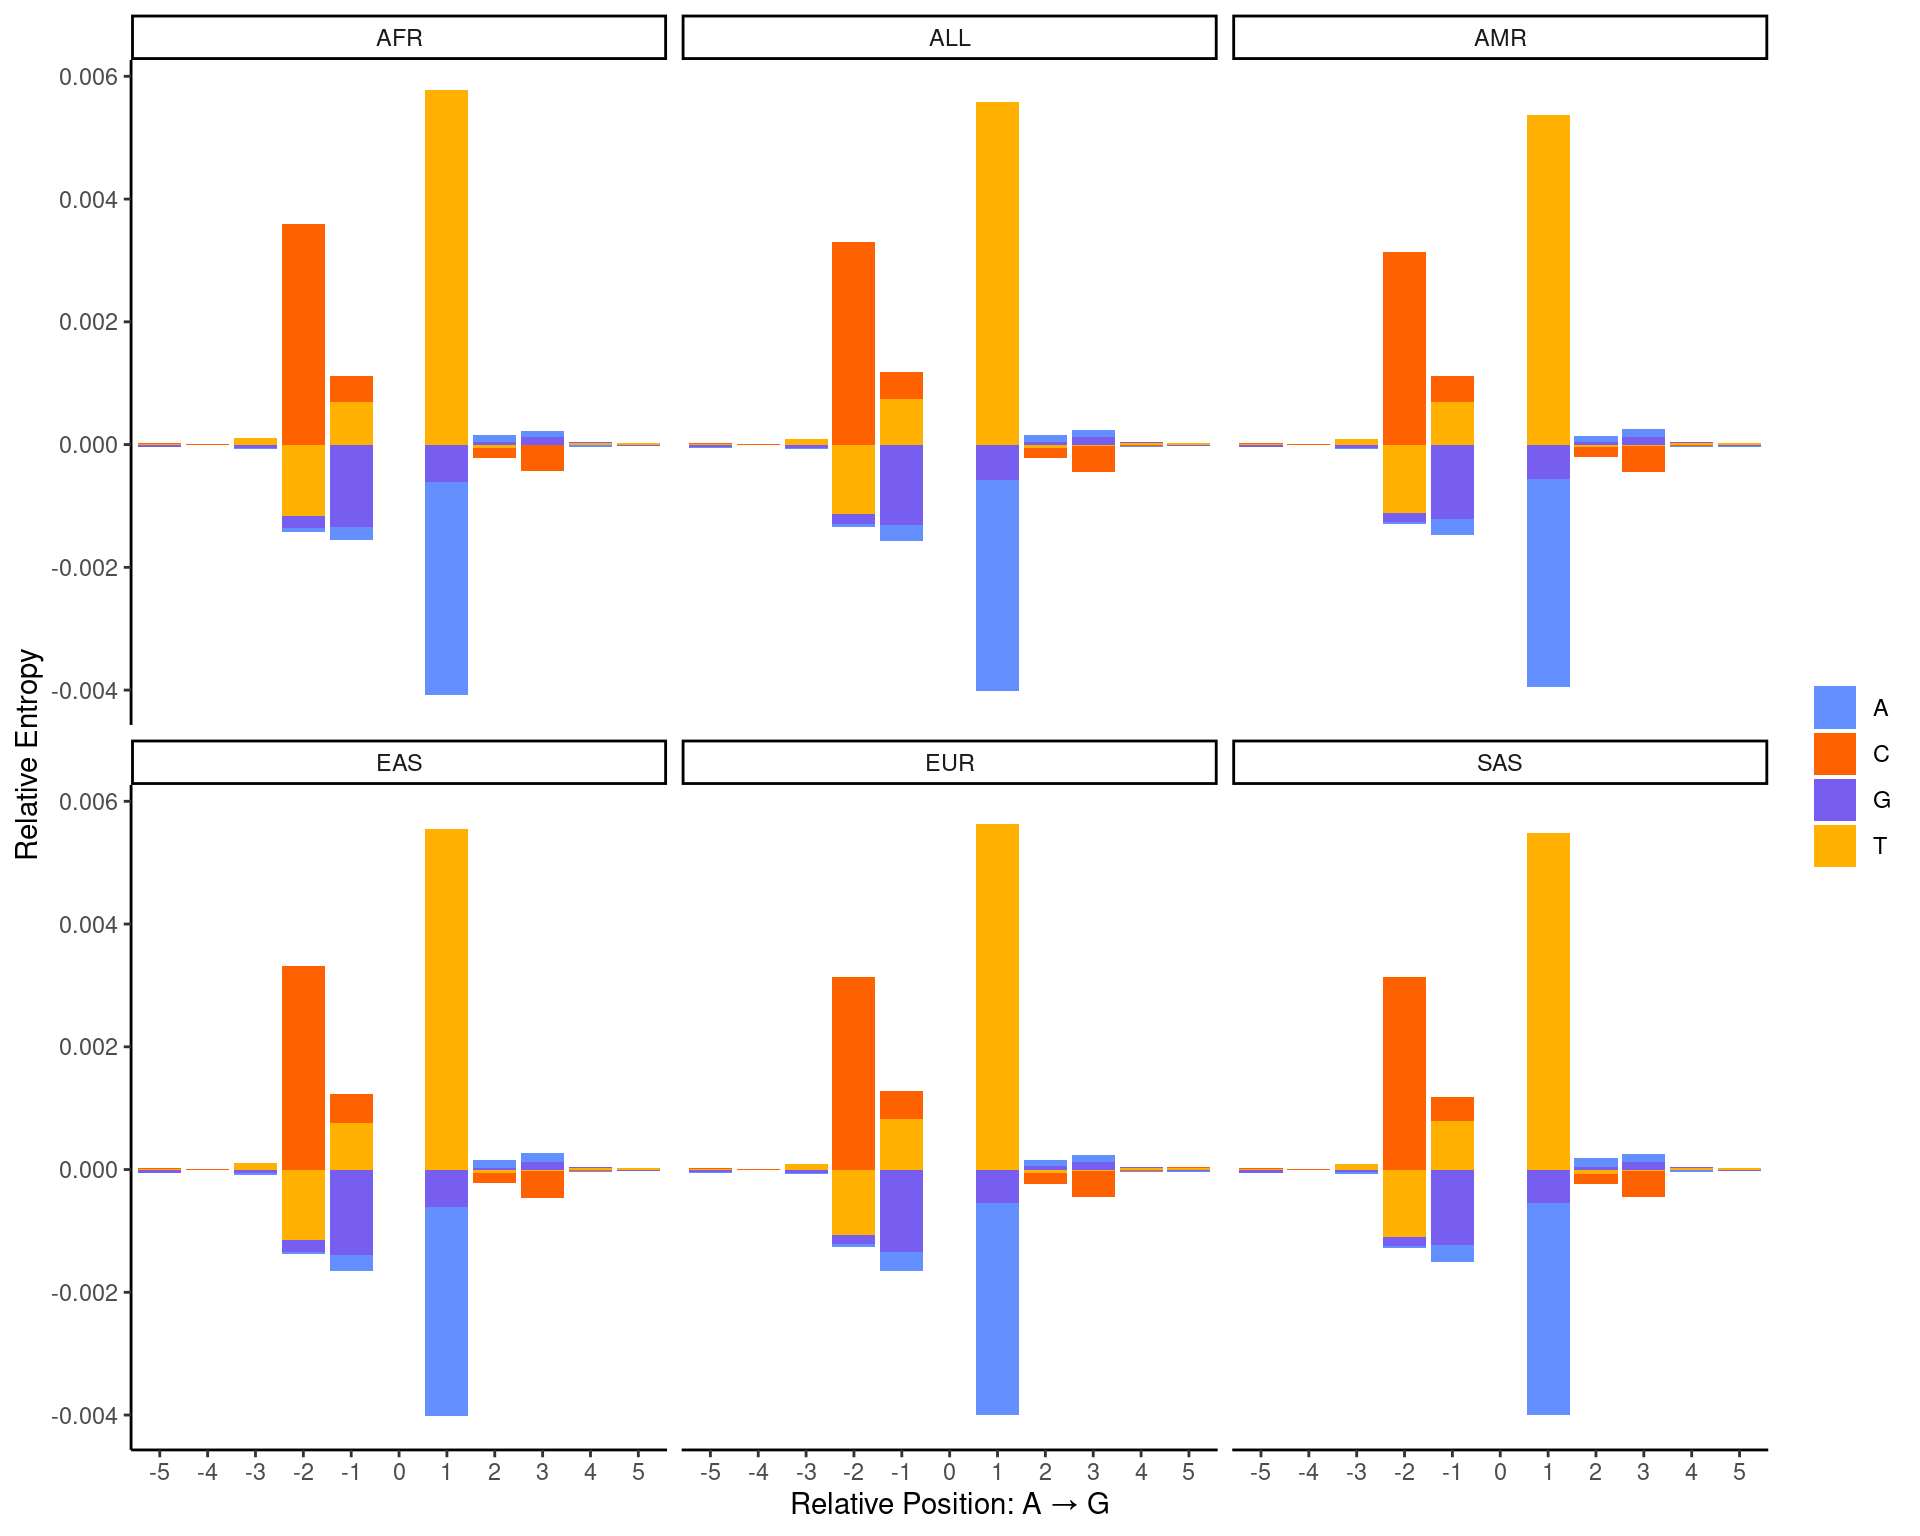 AFR ALL AMR
0.006
0.004
0.002
0.000
-0.002
-0.004
EAS EUR SAS
0.006
0.004
0.002
0.000
-0.002
-0.004
-5 -4 -3 -2 -1 0 1 2 3 4 5 -5 -4 -3 -2 -1 0 1 2 3 4 5 -5 -4 -3 -2 -1 0 1 2 3 4 5
Relative Position: A → G
Relative Entropy
A
C
G
T